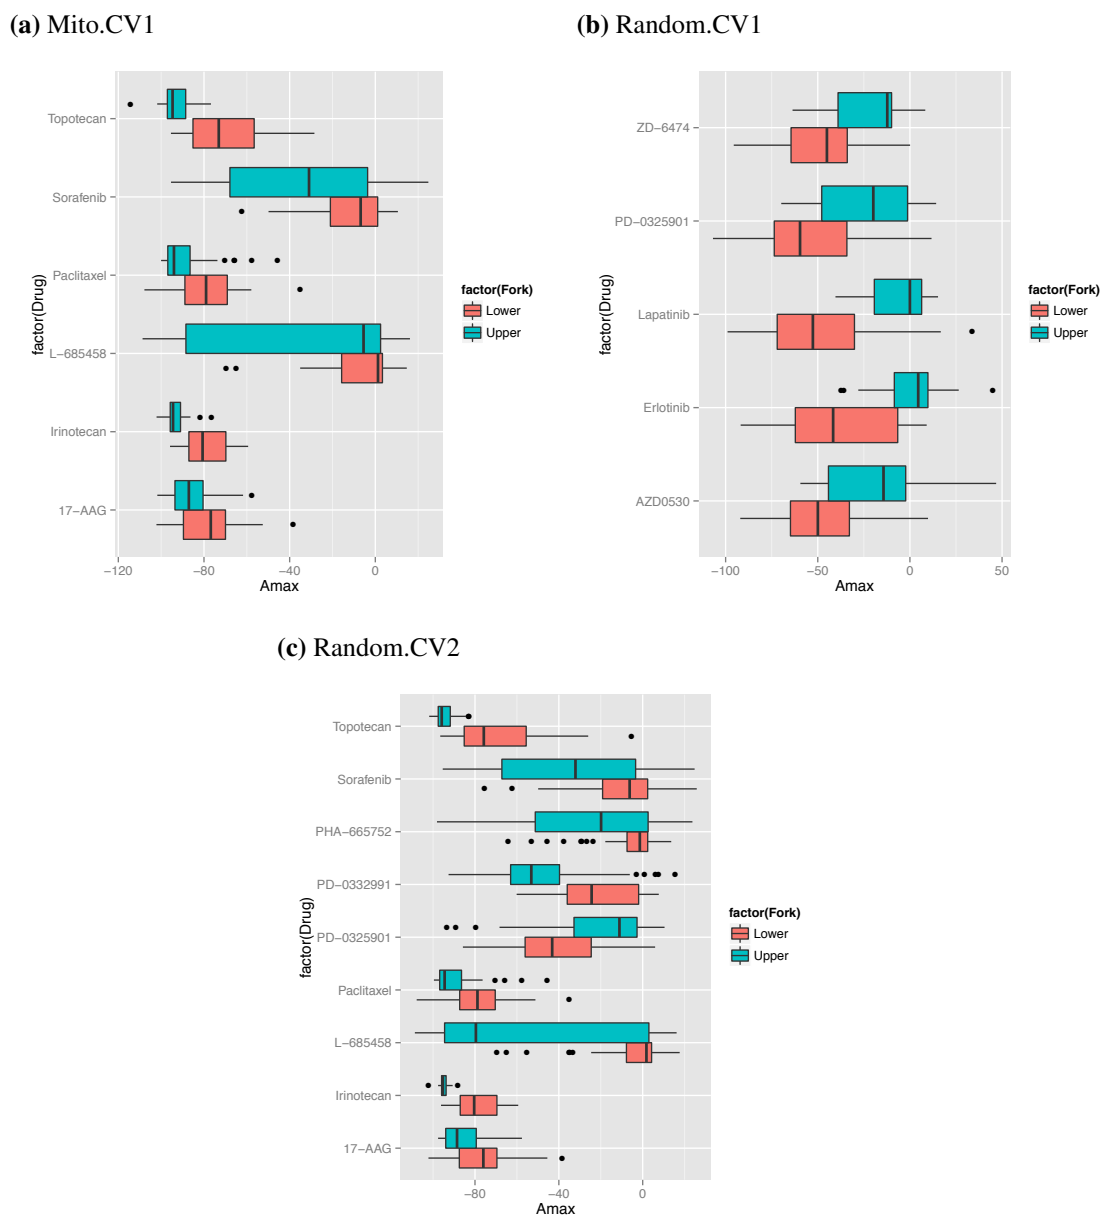 (a) Mito.CV1
Topotecan
Sorafenib
Paclitaxel
L-685458
Irinotecan
17-AAG
factor(Drug)
-120 -80 -40 0
Amax
factor(Fork)
Lower
Upper
(b) Random.CV1
ZD-6474
PD-0325901
Lapatinib
Erlotinib
AZD0530
factor(Drug)
-100 -50 0 50
Amax
factor(Fork)
Lower
Upper
(c) Random.CV2
Topotecan
Sorafenib
PHA-665752
PD-0332991
PD-0325901
Paclitaxel
L-685458
Irinotecan
17-AAG
factor(Drug)
-80 -40 0
Amax
factor(Fork)
Lower
Upper